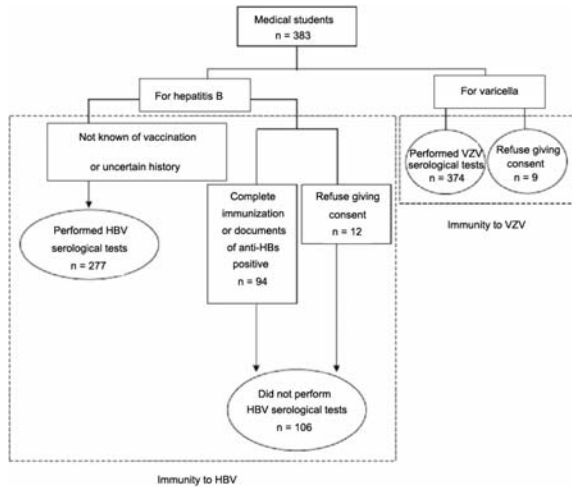 Medical students
n = 383
For hepatitis B
For varicella
Not known of vaccination
or uncertain history
Performed HBV
serological tests
n = 277
Complete
immunization
or documents
of anti-HBs
positive
n = 94
Refuse giving
consent
n = 12
Did not perform
HBV serological tests
n = 106
Immunity to HBV
Performed VZV
serological tests
n = 374
Refuse giving
consent
n = 9
Immunity to VZV